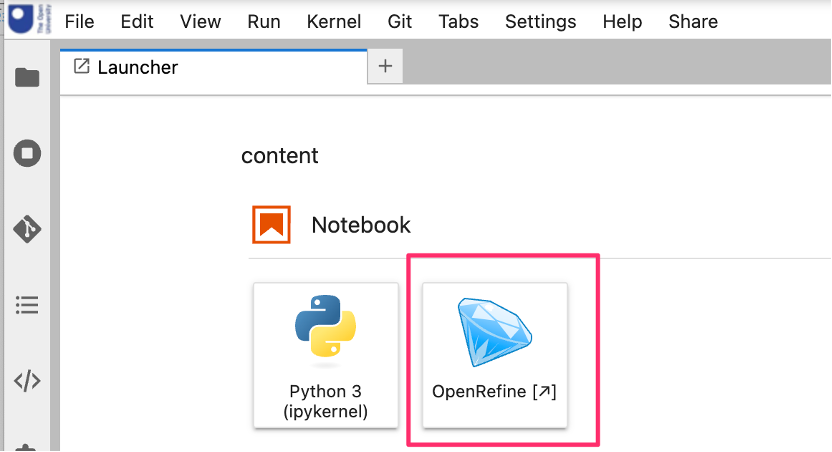 The Open University
File Edit View Run Kernel Git Tabs Settings Help Share
Launcher
content
Notebook
Python 3
(ipykernel)
OpenRefine [↗]